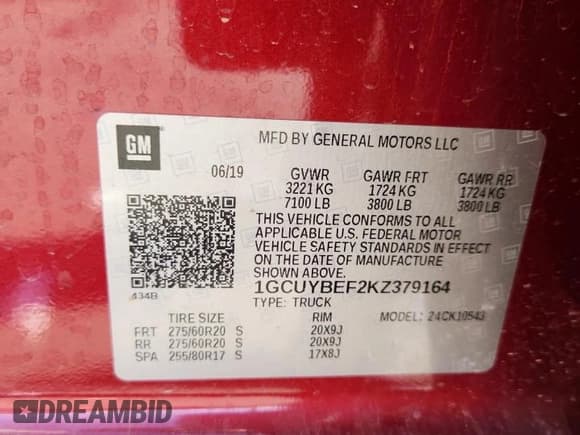 GM
MFD BY GENERAL MOTORS LLC
06/19 GVWR GAWR FRT GAWR RR
3221 KG 1724 KG 1724 KG
7100 LB 3800 LB 3800 LB
THIS VEHICLE CONFORMS TO ALL
APPLICABLE U.S. FEDERAL MOTOR
VEHICLE SAFETY STANDARDS IN EFFECT
ON THE DATE OF MANUFACTURE
SHOWN ABOVE.
434B
1GCUYBEF2KZ379164
TYPE: TRUCK
TIRE SIZE RIM MODEL: 24CK10543
FRT 275/60R20 S 20X9J
RR 275/60R20 S 20X9J
SPA 255/80R17 S 17X8J
DREAMBID